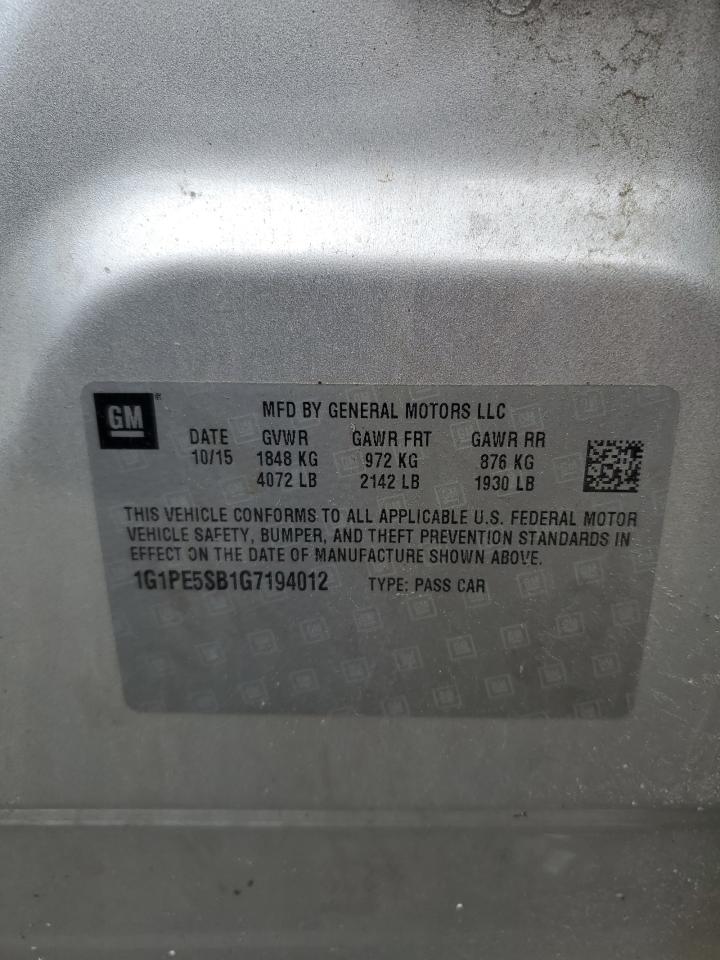 GM®
MFD BY GENERAL MOTORS LLC
DATE GVWR GAWR FRT GAWR RR
10/15 1848 KG 972 KG 876 KG
4072 LB 2142 LB 1930 LB
THIS VEHICLE CONFORMS TO ALL APPLICABLE U.S. FEDERAL MOTOR
VEHICLE SAFETY, BUMPER, AND THEFT PREVENTION STANDARDS IN
EFFECT ON THE DATE OF MANUFACTURE SHOWN ABOVE.
1G1PE5SB1G7194012 TYPE: PASS CAR